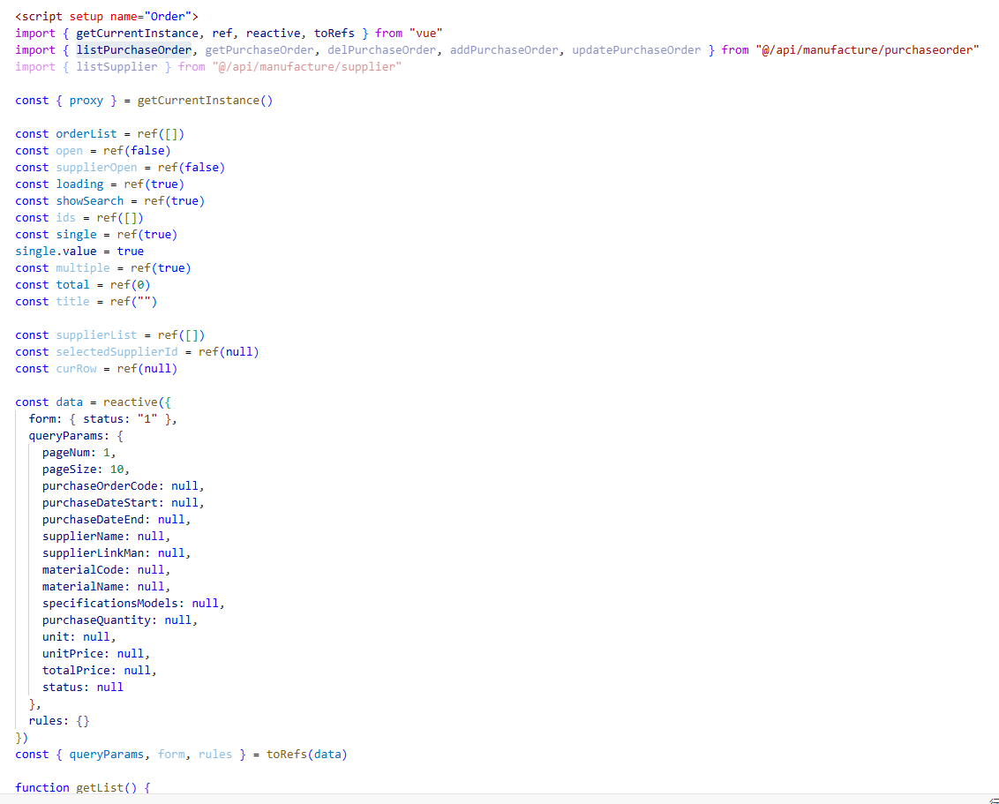 <script setup name="Order">
import { getCurrentInstance, ref, reactive, toRefs } from "vue"
import { listPurchaseOrder, getPurchaseOrder, delPurchaseOrder, addPurchaseOrder, updatePurchaseOrder } from "@/api/manufacture/purchaseorder"
import { listSupplier } from "@/api/manufacture/supplier"

const { proxy } = getCurrentInstance()

const orderList = ref([])
const open = ref(false)
const supplierOpen = ref(false)
const loading = ref(true)
const showSearch = ref(true)
const ids = ref([])
const single = ref(true)
single.value = true
const multiple = ref(true)
const total = ref(0)
const title = ref("")

const supplierList = ref([])
const selectedSupplierId = ref(null)
const curRow = ref(null)

const data = reactive({
  form: { status: "1" },
  queryParams: {
    pageNum: 1,
    pageSize: 10,
    purchaseOrderCode: null,
    purchaseDateStart: null,
    purchaseDateEnd: null,
    supplierName: null,
    supplierLinkMan: null,
    materialCode: null,
    materialName: null,
    specificationsModels: null,
    purchaseQuantity: null,
    unit: null,
    unitPrice: null,
    totalPrice: null,
    status: null
  },
  rules: {}
})
const { queryParams, form, rules } = toRefs(data)

function getList() {